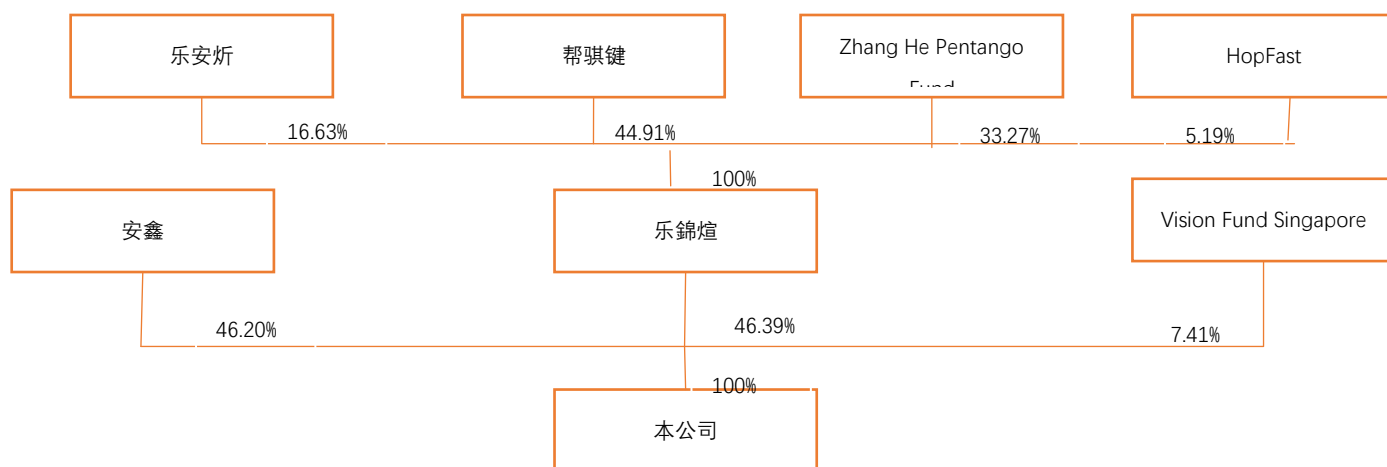 乐安炘
帮骐键
Zhang He Pentango
Fund
HopFast
16.63%
44.91%
33.27%
5.19%
100%
安鑫
乐錦煊
Vision Fund Singapore
46.20%
46.39%
7.41%
100%
本公司